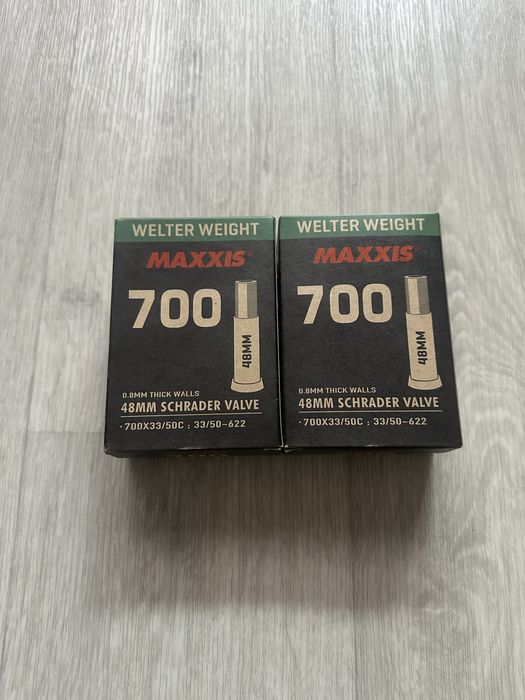 WELTER WEIGHT
MAXXIS®
700
48MM
0.8MM THICK WALLS
48MM SCHRADER VALVE
·700X33/50C ; 33/50-622
WELTER WEIGHT
MAXXIS
700
48MM
0.8MM THICK WALLS
48MM SCHRADER VALVE
·700X33/50C ; 33/50-622